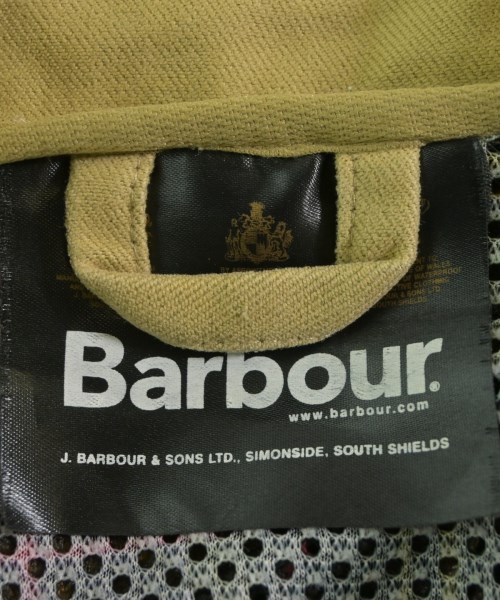 Barbour®
www.barbour.com
J. BARBOUR & SONS LTD., SIMONSIDE, SOUTH SHIELDS